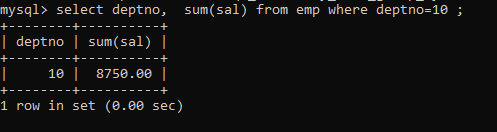 mysql> select deptno,  sum(sal) from emp where deptno=10 ;
+--------+----------+
| deptno | sum(sal) |
+--------+----------+
|     10 |  8750.00 |
+--------+----------+
1 row in set (0.00 sec)